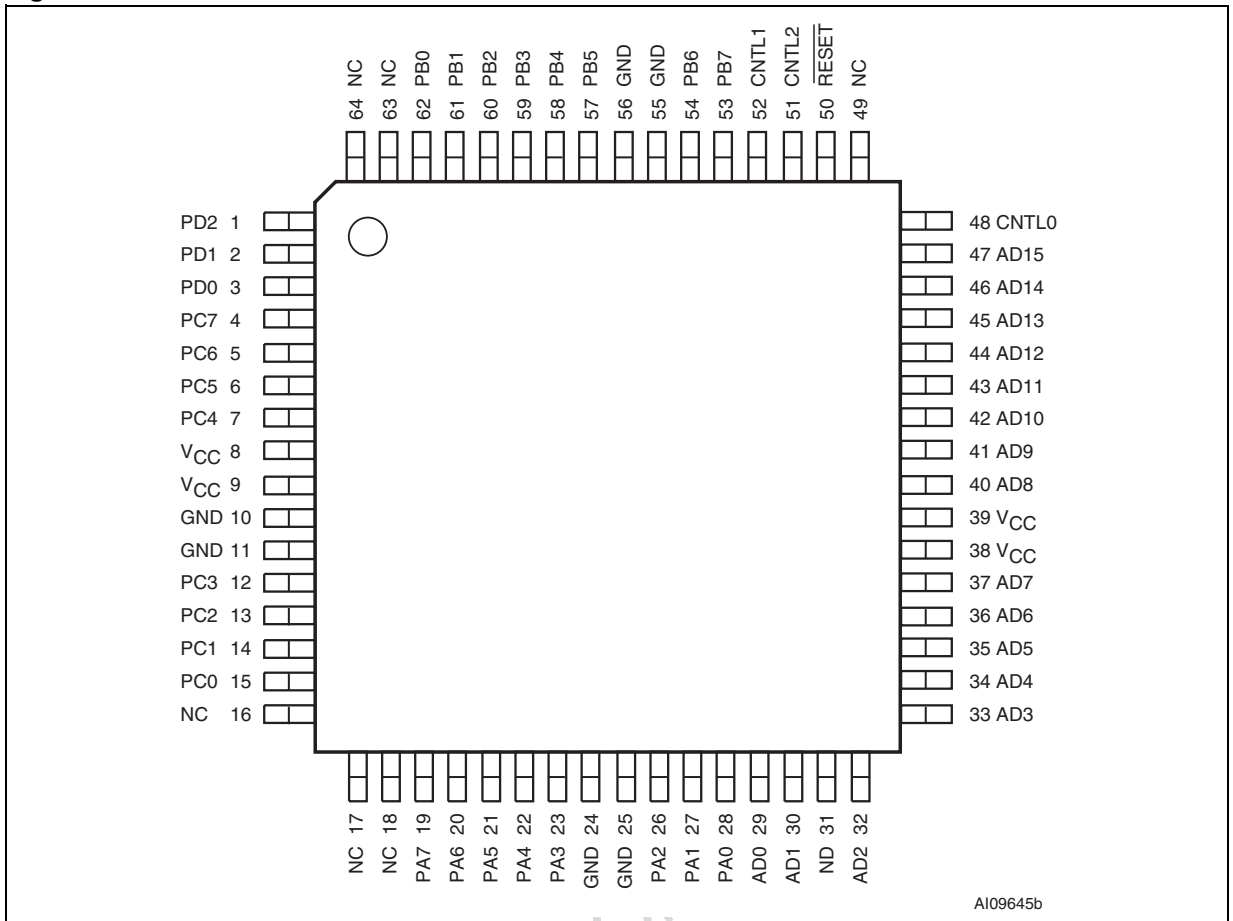 64 NC
63 NC
62 PB0
61 PB1
60 PB2
59 PB3
58 PB4
57 PB5
56 GND
55 GND
54 PB6
53 PB7
52 CNTL1
51 CNTL2
50 RESET
49 NC
PD2 1
PD1 2
PD0 3
PC7 4
PC6 5
PC5 6
PC4 7
VCC 8
VCC 9
GND 10
GND 11
PC3 12
PC2 13
PC1 14
PC0 15
NC 16
48 CNTL0
47 AD15
46 AD14
45 AD13
44 AD12
43 AD11
42 AD10
41 AD9
40 AD8
39 VCC
38 VCC
37 AD7
36 AD6
35 AD5
34 AD4
33 AD3
NC 17
NC 18
PA7 19
PA6 20
PA5 21
PA4 22
PA3 23
GND 24
GND 25
PA2 26
PA1 27
PA0 28
AD0 29
AD1 30
ND 31
AD2 32
AI09645b